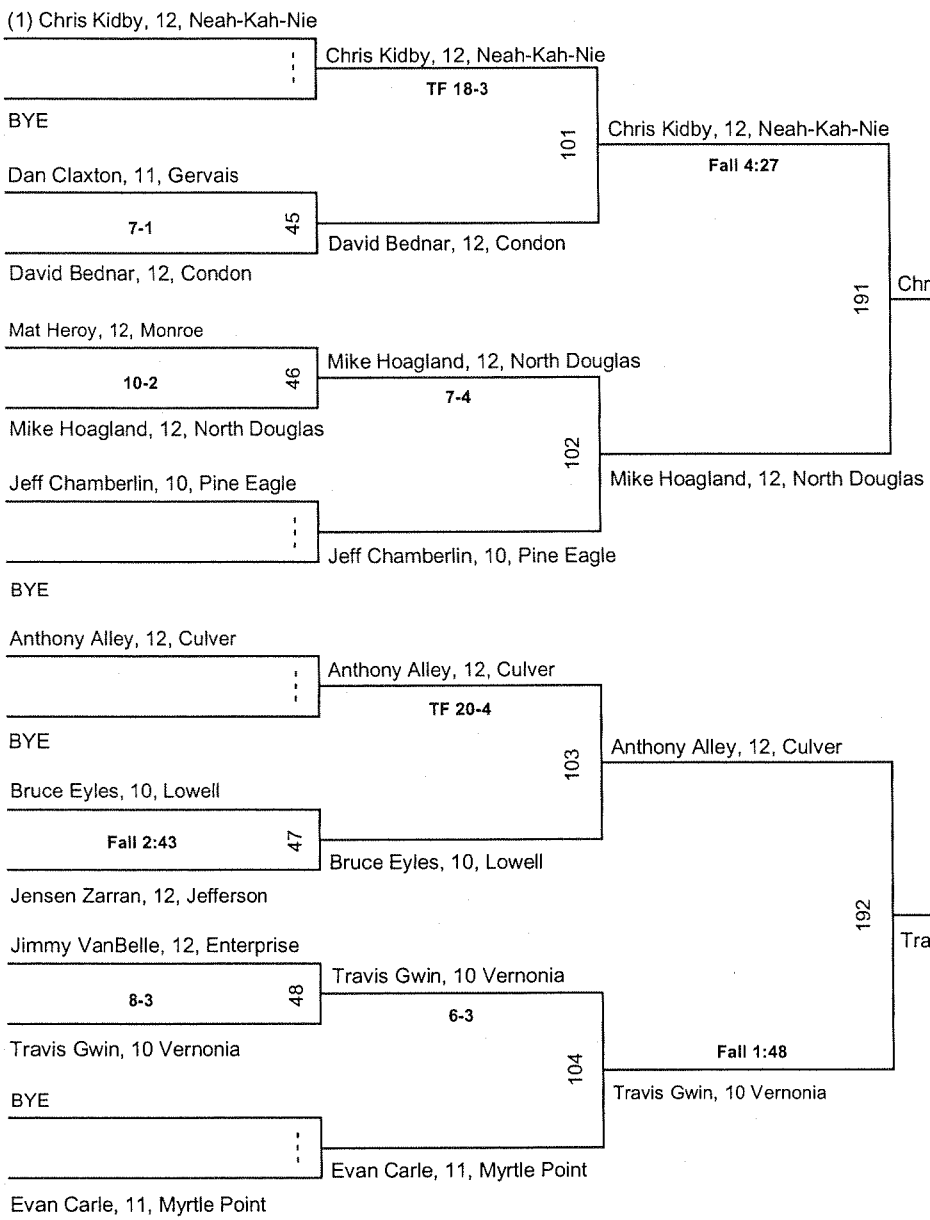 (1) Chris Kidby, 12, Neah-Kah-Nie
Chris Kidby, 12, Neah-Kah-Nie
TF 18-3
BYE
101
Chris Kidby, 12, Neah-Kah-Nie
Fall 4:27
Dan Claxton, 11, Gervais
7-1
45
David Bednar, 12, Condon
David Bednar, 12, Condon
191
Chr
Mat Heroy, 12, Monroe
10-2
46
Mike Hoagland, 12, North Douglas
7-4
Mike Hoagland, 12, North Douglas
102
Mike Hoagland, 12, North Douglas
Jeff Chamberlin, 10, Pine Eagle
Jeff Chamberlin, 10, Pine Eagle
BYE
Anthony Alley, 12, Culver
Anthony Alley, 12, Culver
TF 20-4
BYE
103
Anthony Alley, 12, Culver
Bruce Eyles, 10, Lowell
Fall 2:43
47
Bruce Eyles, 10, Lowell
Jensen Zarran, 12, Jefferson
192
Tra
Jimmy VanBelle, 12, Enterprise
8-3
48
Travis Gwin, 10 Vernonia
6-3
Travis Gwin, 10 Vernonia
104
Fall 1:48
Travis Gwin, 10 Vernonia
BYE
Evan Carle, 11, Myrtle Point
Evan Carle, 11, Myrtle Point